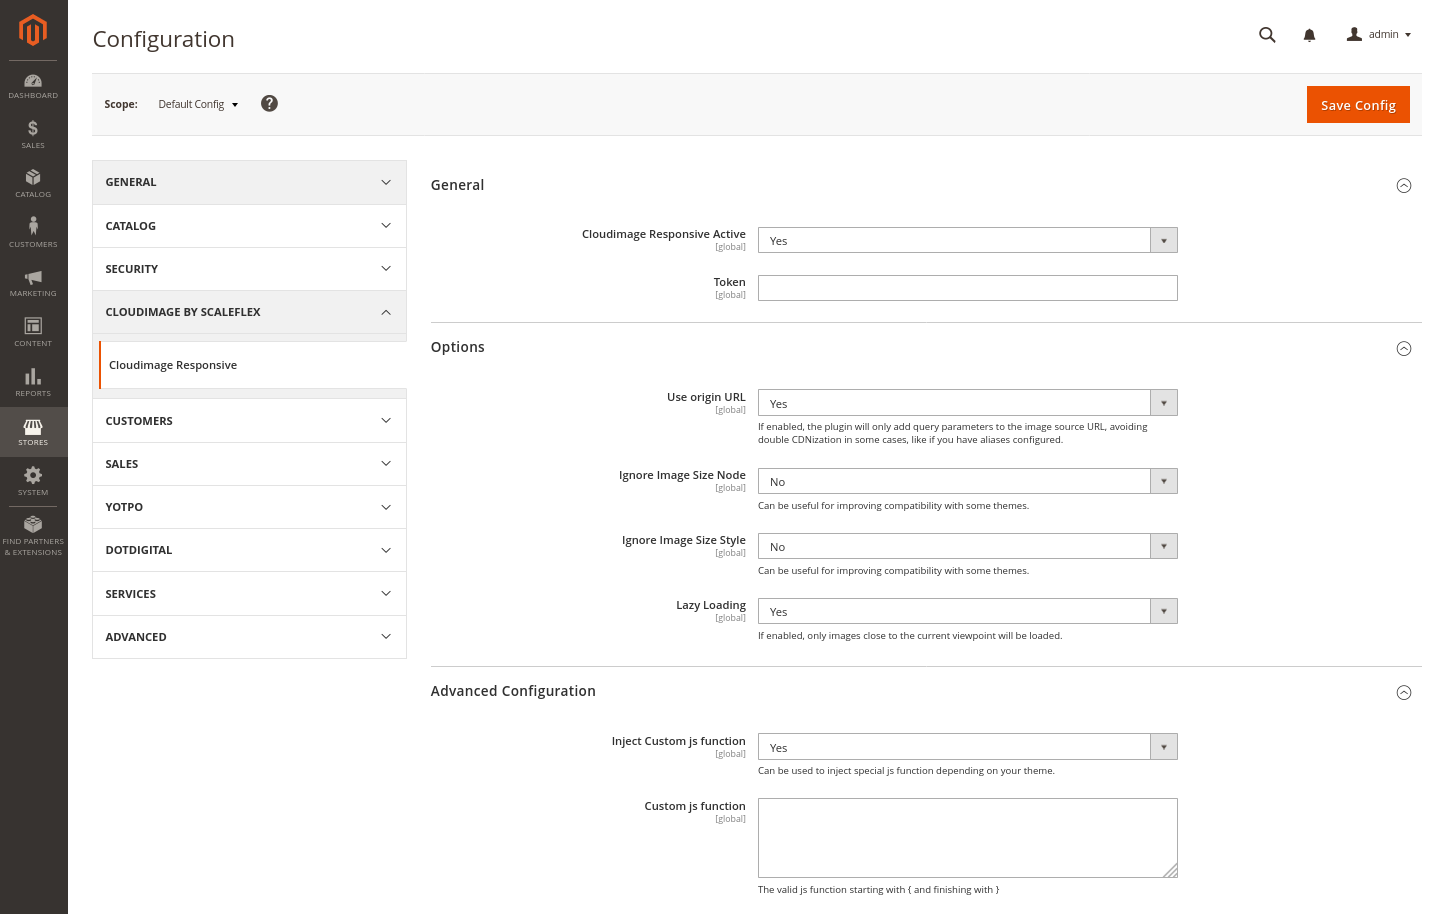 Configuration
admin
Scope:
Default Config
?
Save Config
DASHBOARD
$
SALES
CATALOG
CUSTOMERS
MARKETING
CONTENT
REPORTS
STORES
SYSTEM
FIND PARTNERS
& EXTENSIONS
GENERAL
CATALOG
SECURITY
CLOUDIMAGE BY SCALEFLEX
Cloudimage Responsive
CUSTOMERS
SALES
YOTPO
DOTDIGITAL
SERVICES
ADVANCED
General
Cloudimage Responsive Active
[global]
Yes
Token
[global]
Options
Use origin URL
[global]
Yes
If enabled, the plugin will only add query parameters to the image source URL, avoiding
double CDNization in some cases, like if you have aliases configured.
Ignore Image Size Node
[global]
No
Can be useful for improving compatibility with some themes.
Ignore Image Size Style
[global]
No
Can be useful for improving compatibility with some themes.
Lazy Loading
[global]
Yes
If enabled, only images close to the current viewpoint will be loaded.
Advanced Configuration
Inject Custom js function
[global]
Yes
Can be used to inject special js function depending on your theme.
Custom js function
[global]
The valid js function starting with { and finishing with }